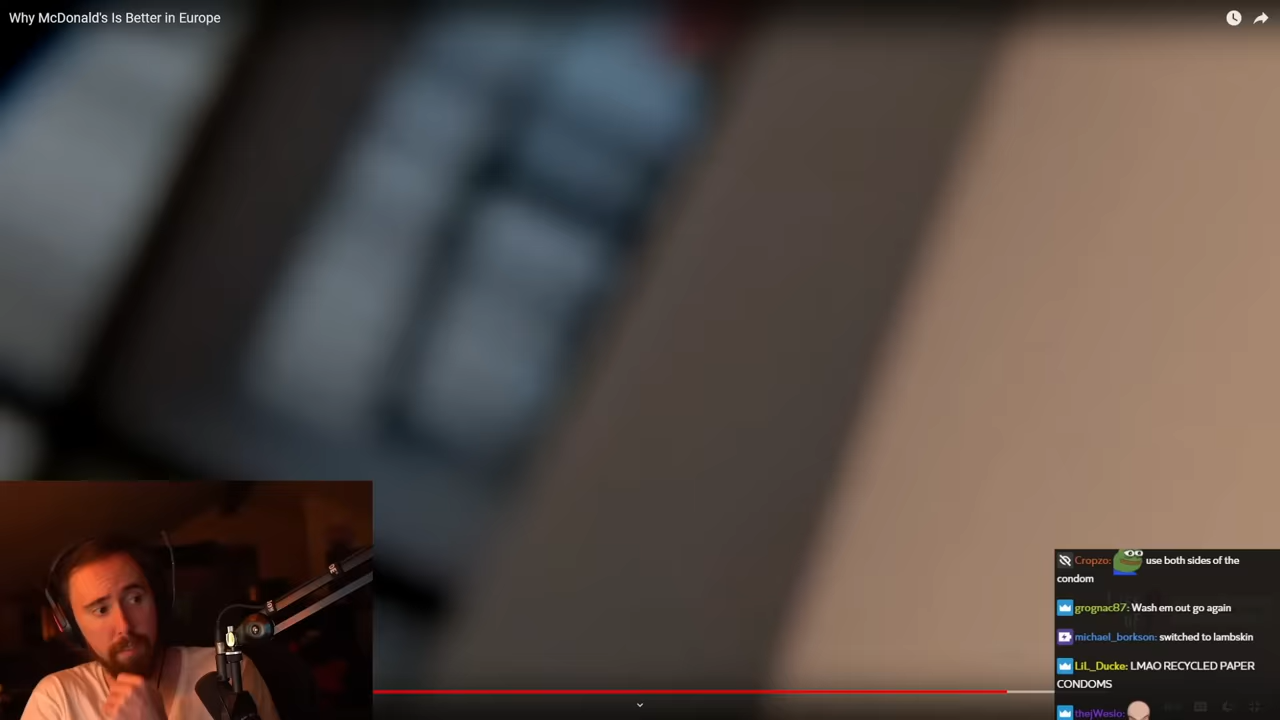 Why McDonald's Is Better in Europe
Cropzo: use both sides of the
condom
grognac87: Wash em out go again
michael_borkson: switched to lambskin
LiL_Ducke: LMAO RECYCLED PAPER
CONDOMS
thejWeslo: